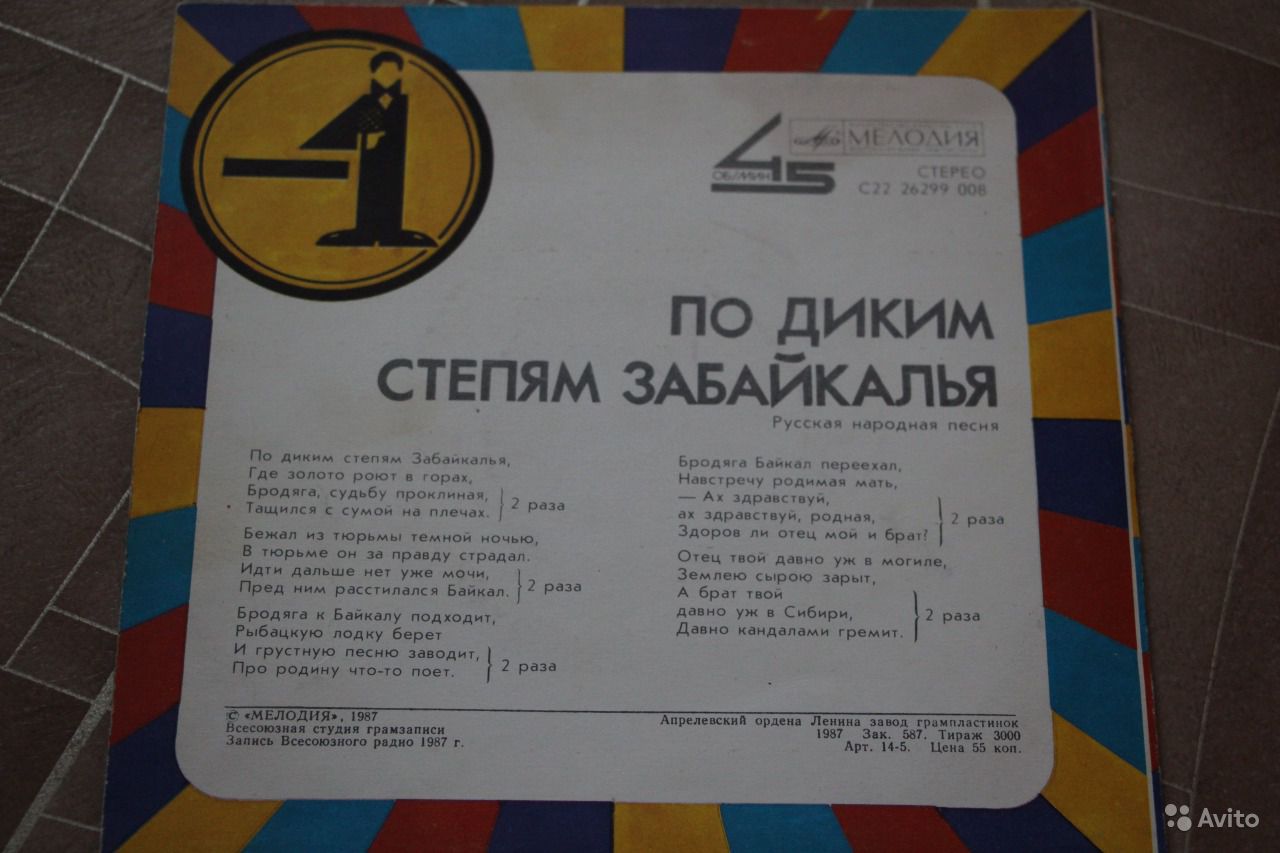 45
ОБ/МИН
МЕЛОДИЯ
СТЕРЕО
С22 26299 008
ПО ДИКИМ
СТЕПЯМ ЗАБАЙКАЛЬЯ
Русская народная песня
По диким степям Забайкалья,
Где золото роют в горах,
Бродяга, судьбу проклиная,
Тащился с сумой на плечах.
2 раза
Бежал из тюрьмы темной ночью,
В тюрьме он за правду страдал.
Идти дальше нет уже мочи,
Пред ним расстилался Байкал.
2 раза
Бродяга к Байкалу подходит,
Рыбацкую лодку берет
И грустную песню заводит,
Про родину что-то поет.
2 раза
Бродяга Байкал переехал,
Навстречу родимая мать,
— Ах здравствуй,
ах здравствуй, родная,
Здоров ли отец мой и брат?
2 раза
Отец твой давно уж в могиле,
Землею сырою зарыт,
А брат твой
давно уж в Сибири,
Давно кандалами гремит.
2 раза
© «МЕЛОДИЯ», 1987
Всесоюзная студия грамзаписи
Запись Всесоюзного радио 1987 г.
Апрелевский ордена Ленина завод грампластинок
1987 Зак. 587. Тираж 3000
Арт. 14-5. Цена 55 коп.
Avito